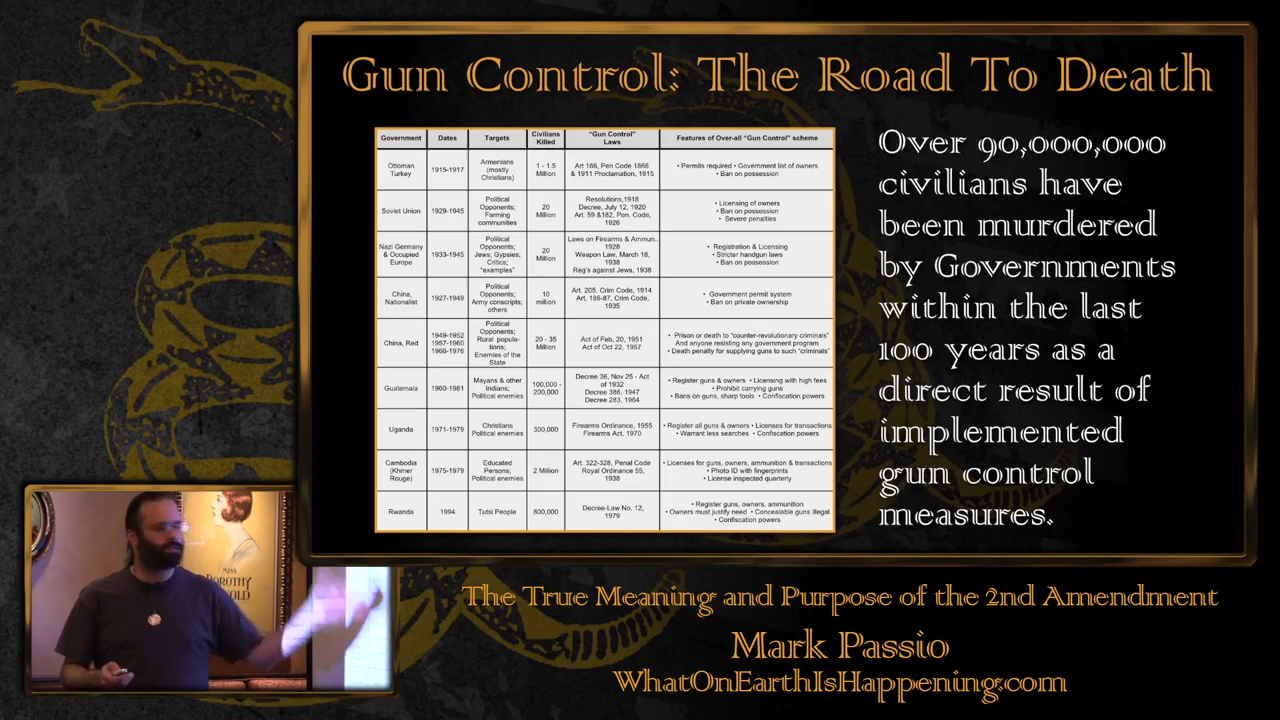 Gun Control: The Road To Death
Government Dates Targets Civilians Killed "Gun Control" Laws Features of Over-all "Gun Control" scheme
Ottoman Turkey 1915-1917 Armenians (mostly Christians) 1 - 1.5 Million Art 166, Pen Code 1866 & 1911 Proclamation, 1915 • Permits required • Government list of owners • Ban on possession
Soviet Union 1929-1945 Political Opponents; Farming communities 20 Million Resolutions,1918 Decree, July 12, 1920 Art. 59 &182, Pen. Code, 1926 • Licensing of owners • Ban on possession • Severe penalties
Nazi Germany & Occupied Europe 1933-1945 Political Opponents; Jews; Gypsies; Critics; "examples" 20 Million Laws on Firearms & Ammun.. 1928 Weapon Law, March 18, 1938 Reg's against Jews, 1938 • Registration & Licensing • Stricter handgun laws • Ban on possession
China, Nationalist 1927-1949 Political Opponents; Army conscripts; others 10 million Art. 205. Crim Code, 1914 Art. 186-87, Crim Code, 1935 • Government permit system • Ban on private ownership
China, Red 1949-1952 1957-1960 1966-1976 Political Opponents; Rural popula- tions; Enemies of the State 20 - 35 Million Act of Feb, 20, 1951 Act of Oct 22, 1957 • Prison or death to "counter-revolutionary criminals" And anyone resisting any government program • Death penalty for supplying guns to such "criminals"
Guatemala 1960-1981 Mayans & other Indians; Political enemies 100,000 - 200,000 Decree 36, Nov 25 - Act of 1932 Decree 386, 1947 Decree 283, 1964 • Register guns & owners • Licensing with high fees • Prohibit carrying guns • Bans on guns, sharp tools • Confiscation powers
Uganda 1971-1979 Christians Political enemies 300,000 Firearms Ordinance, 1955 Firearms Act, 1970 • Register all guns & owners • Licenses for transactions • Warrant less searches • Confiscation powers
Cambodia (Khmer Rouge) 1975-1979 Educated Persons; Political enemies 2 Million Art. 322-328, Penal Code Royal Ordinance 55, 1938 • Licenses for guns, owners, ammunition & transactions • Photo ID with fingerprints • License inspected quarterly
Rwanda 1994 Tutsi People 800,000 Decree-Law No. 12, 1979 • Register guns, owners, ammunition • Owners must justify need • Concealable guns illegal • Confiscation powers
Over 90,000,000
civilians have
been murdered
by Governments
within the last
100 years as a
direct result of
implemented
gun control
measures.
MISS
DOROTHY
The True Meaning and Purpose of the 2nd Amendment
Mark Passio
WhatOnEarthIsHappening.com